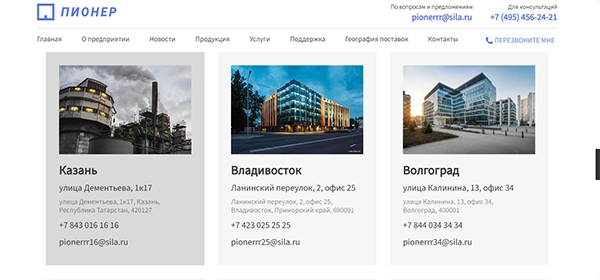 ПИОНЕР
По вопросам и предложениям
pionerrr@sila.ru
Для консультаций
+7 (495) 456-24-21
Главная О предприятии Новости Продукция Услуги Поддержка География поставок Контакты ПЕРЕЗВОНИТЕ МНЕ
Казань
улица Дементьева, 1к17
улица Дементьева, 1к17, Казань,
Республика Татарстан, 420127
+7 843 016 16 16
pionerrr16@sila.ru
Владивосток
Ланинский переулок, 2, офис 25
Ланинский переулок, 2, офис 25,
Владивосток, Приморский край, 690091
+7 423 025 25 25
pionerrr25@sila.ru
Волгоград
улица Калинина, 13, офис 34
улица Калинина, 13, офис 34,
Волгоград, 400001
+7 844 034 34 34
pionerrr34@sila.ru